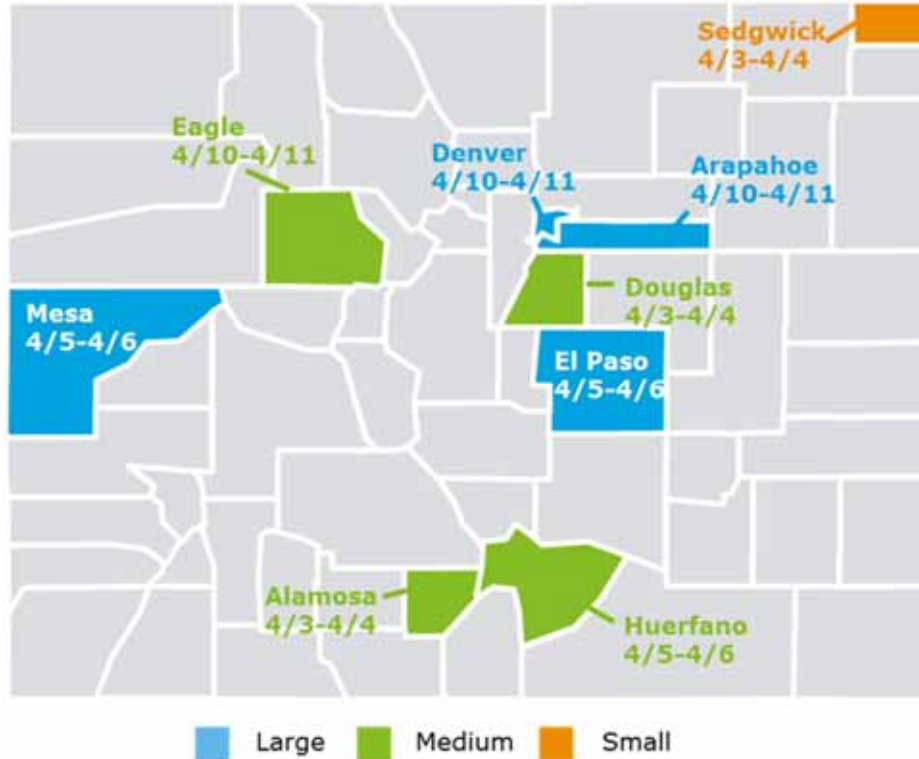 Sedgwick
4/3-4/4
Eagle
4/10-4/11
Denver
4/10-4/11
Arapahoe
4/10-4/11
Mesa
4/5-4/6
Douglas
4/3-4/4
El Paso
4/5-4/6
Alamosa
4/3-4/4
Huerfano
4/5-4/6
Large
Medium
Small